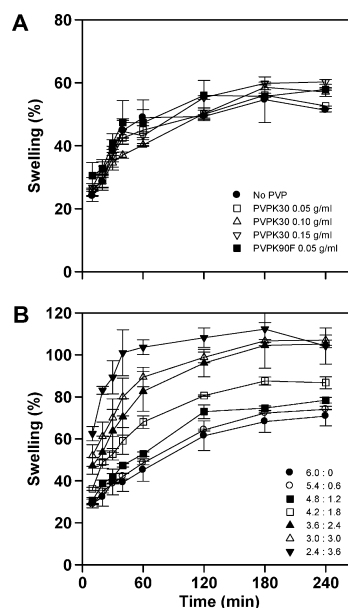 A
80
60
40
20
0
Swelling (%)
No PVP
PVPK30 0.05 g/ml
PVPK30 0.10 g/ml
PVPK30 0.15 g/ml
PVPK90F 0.05 g/ml
B
120
100
80
60
40
20
0
Swelling (%)
6.0 : 0
5.4 : 0.6
4.8 : 1.2
4.2 : 1.8
3.6 : 2.4
3.0 : 3.0
2.4 : 3.6
0 60 120 180 240
Time (min)